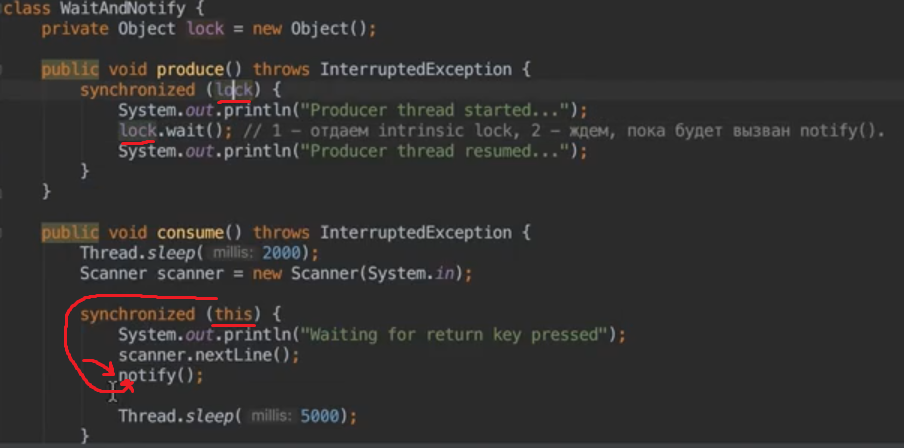 class WaitAndNotify {
private Object lock = new Object();
public void produce() throws InterruptedException {
synchronized (lock) {
System.out.println("Producer thread started...");
lock.wait(); // 1 – отдаем intrinsic lock, 2 – ждем, пока будет вызван notify().
System.out.println("Producer thread resumed...");
}
}
public void consume() throws InterruptedException {
Thread.sleep( millis: 2000);
Scanner scanner = new Scanner(System.in);
synchronized (this) {
System.out.println("Waiting for return key pressed");
scanner.nextLine();
notify();
Thread.sleep( millis: 5000);
}